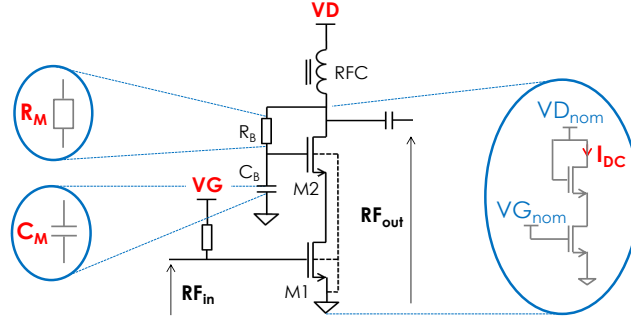 VD
RFC
R_M
R_B
C_B
M2
VG
C_M
RF_out
RF_in
M1
VD_nom
I_DC
VG_nom